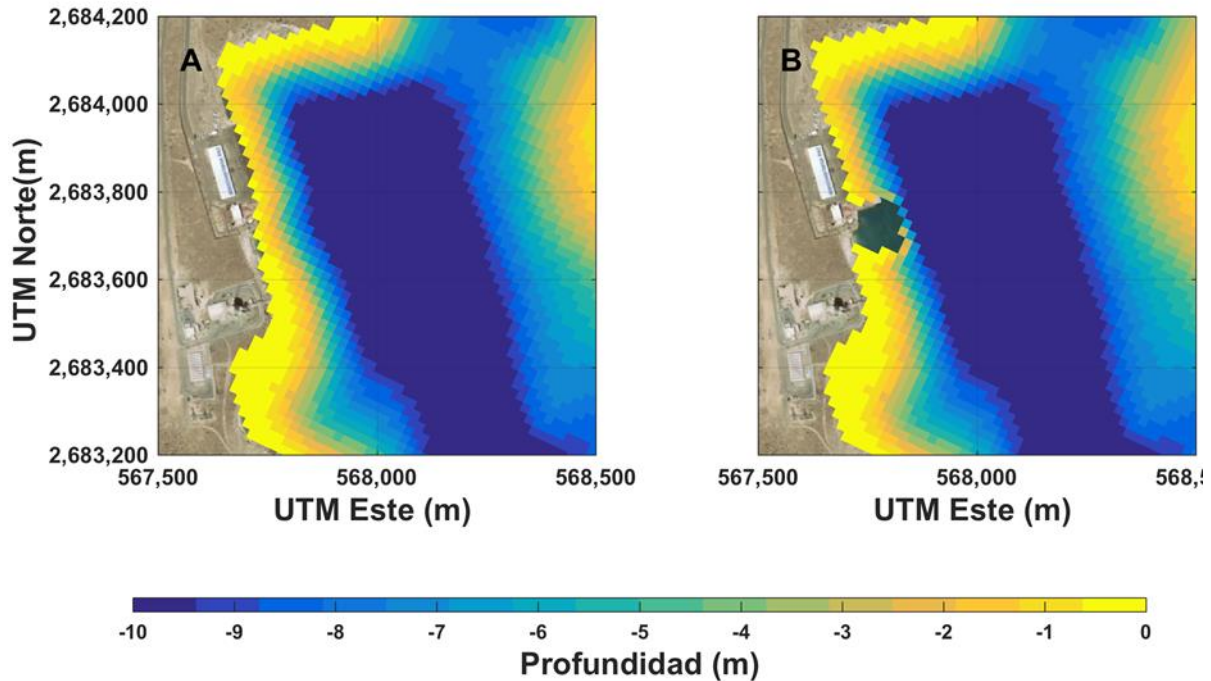 A
B
UTM Norte(m)
2,684,200
2,684,000
2,683,800
2,683,600
2,683,400
2,683,200
567,500 568,000 568,500
567,500 568,000 568,5
UTM Este (m)
UTM Este (m)
-10 -9 -8 -7 -6 -5 -4 -3 -2 -1 0
Profundidad (m)